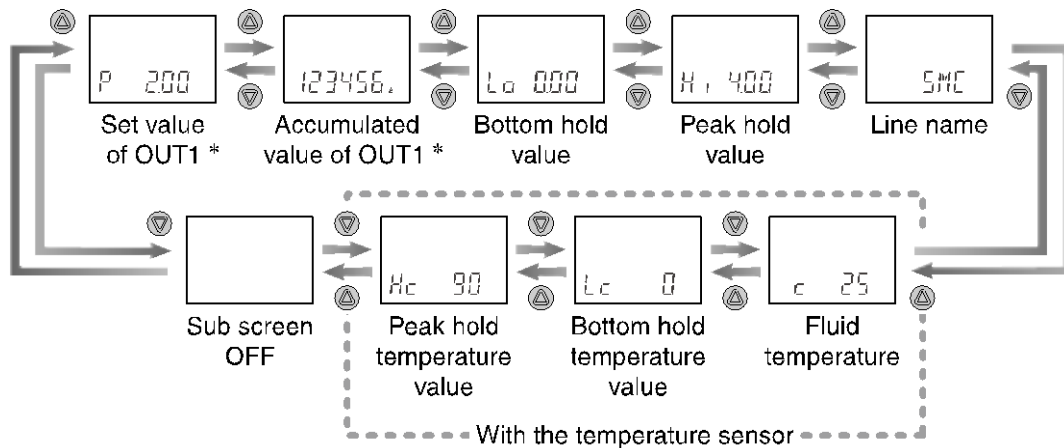 P 2.00
123456.
Lo 0.00
Hi 4.00
SMC
Set value
of OUT1 *
Accumulated
value of OUT1 *
Bottom hold
value
Peak hold
value
Line name
Hc 90
Lc 0
c 25
Sub screen
OFF
Peak hold
temperature
value
Bottom hold
temperature
value
Fluid
temperature
With the temperature sensor